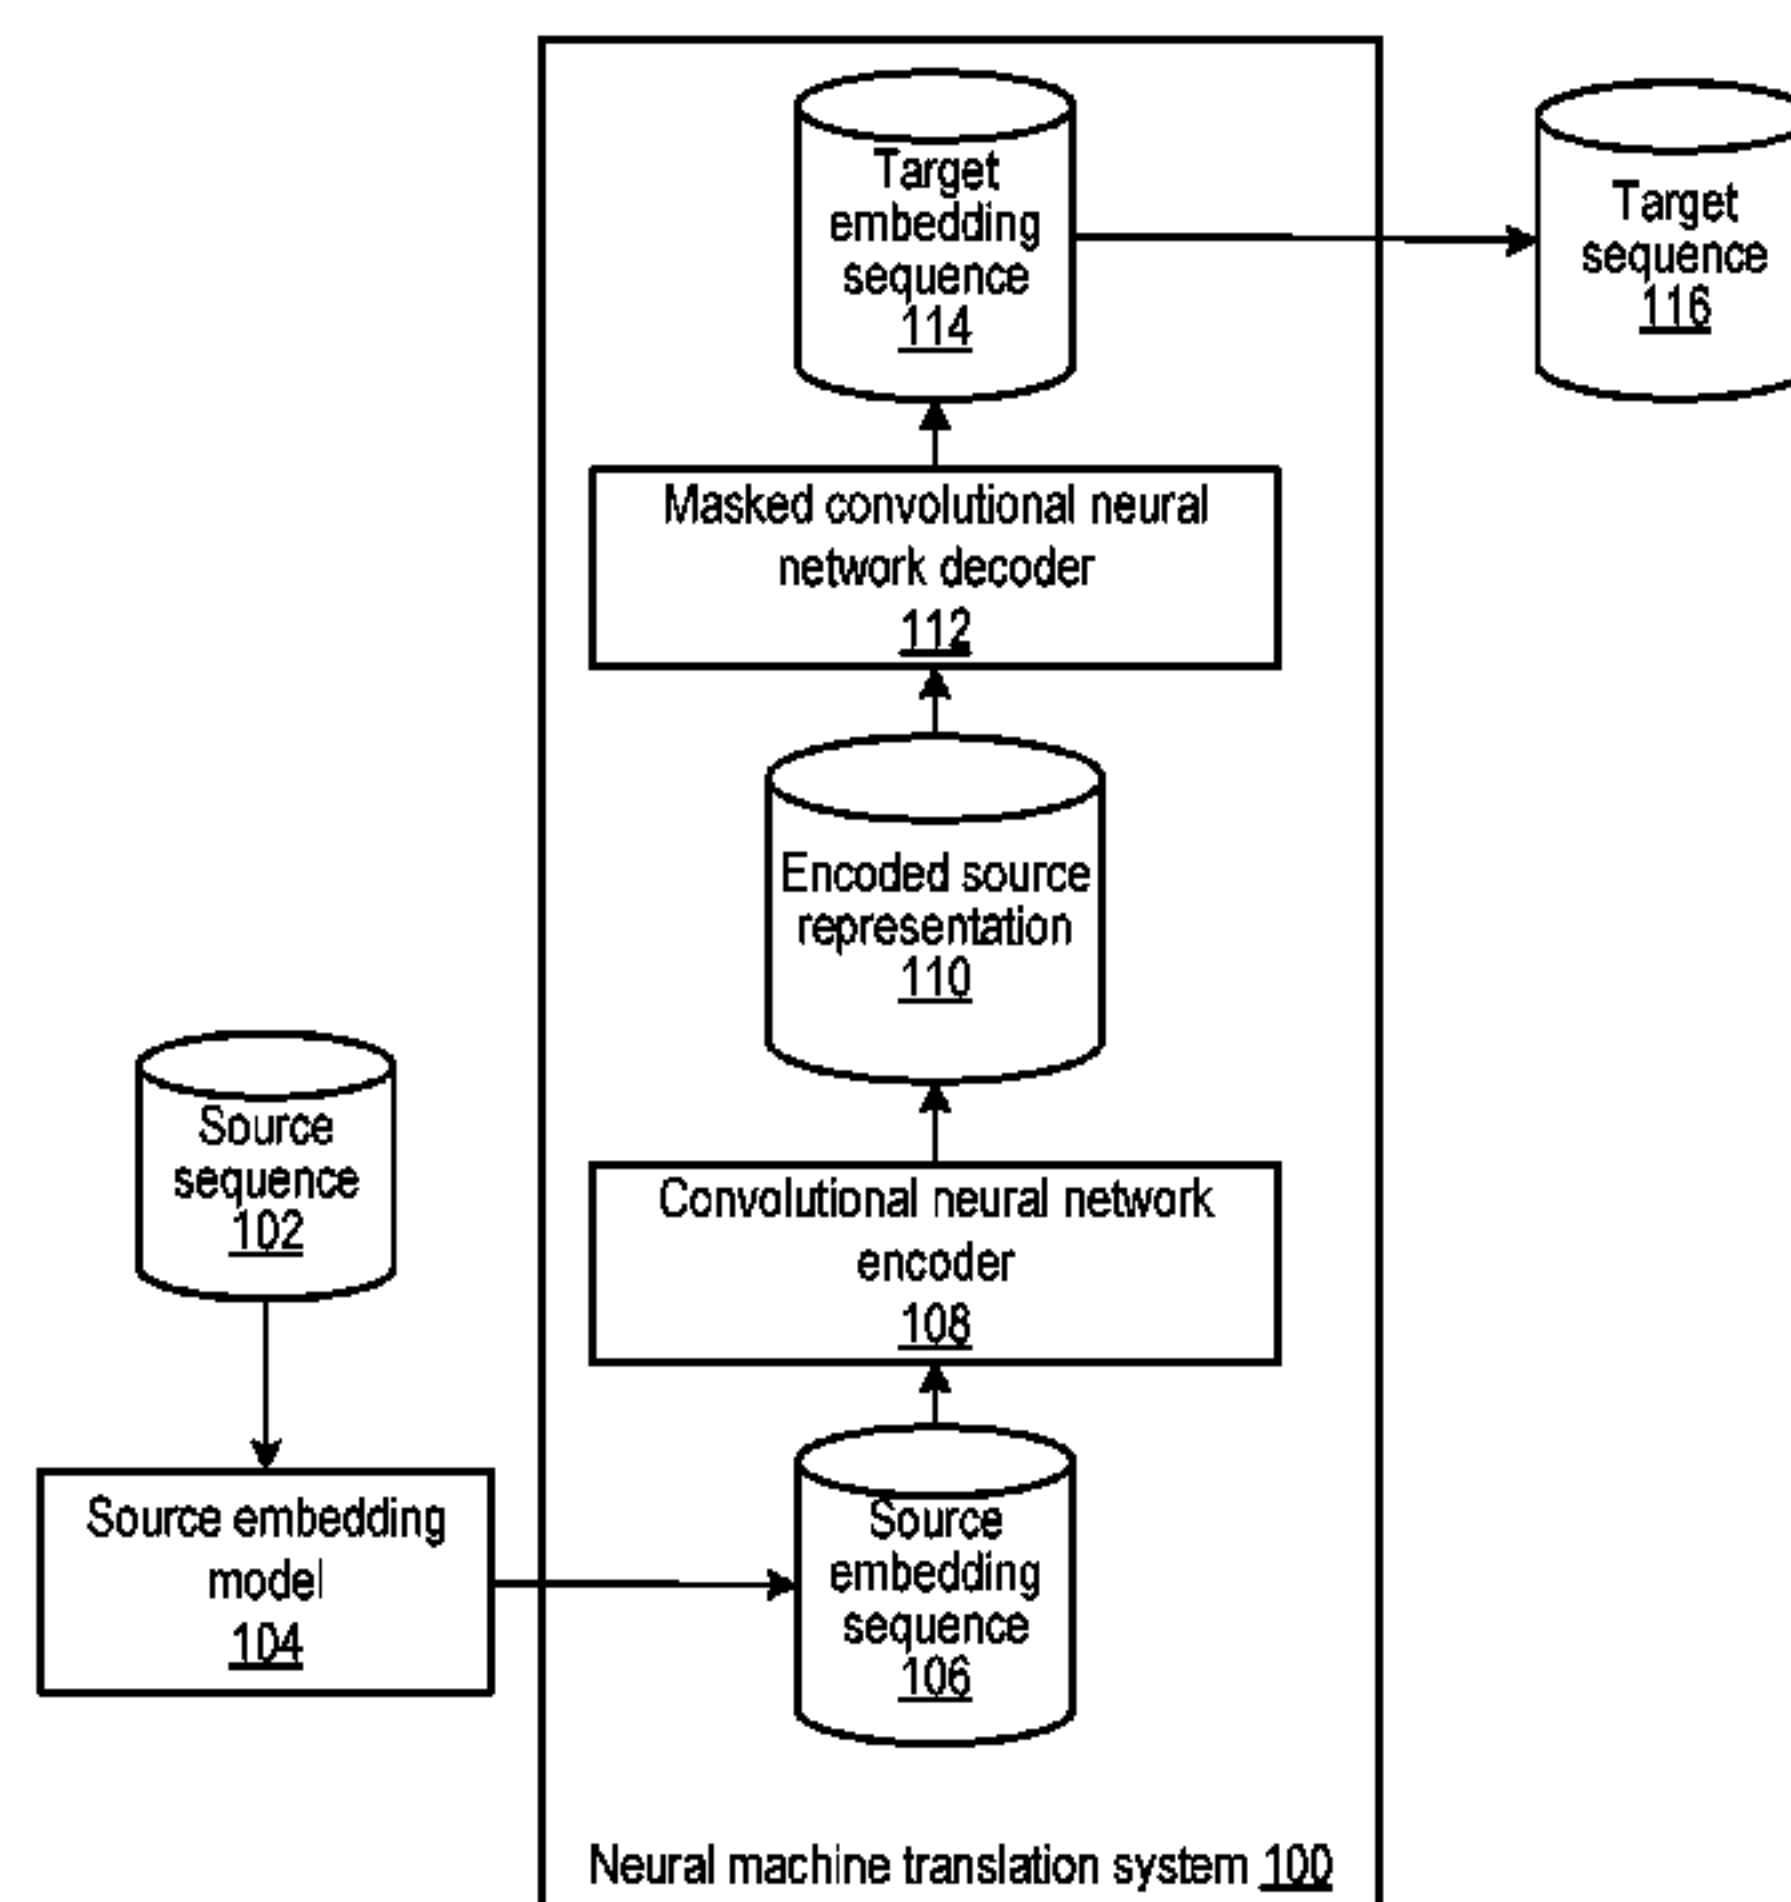 Target
embedding
sequence
114
Target
sequence
116
Masked convolutional neural
network decoder
112
Encoded source
representation
110
Source
sequence
102
Convolutional neural network
encoder
108
Source embedding
model
104
Source
embedding
sequence
106
Neural machine translation system 100